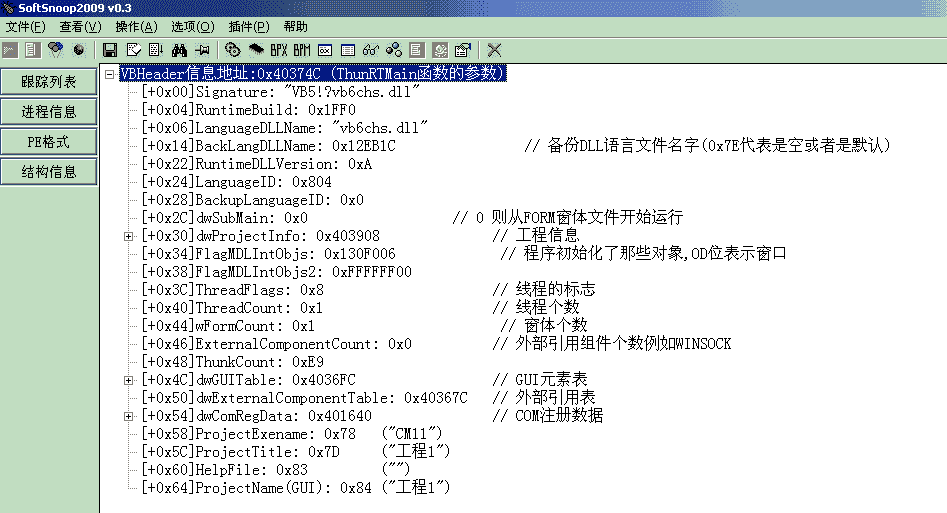 SoftSnoop2009 v0.3
文件(F) 查看(V) 操作(A) 选项(O) 插件(P) 帮助
BPX BPM
跟踪列表
进程信息
PE格式
结构信息
VBHeader信息地址:0x40374C (ThunRTMain函数的参数)
[+0x00]Signature: "VB5!?vb6chs.dll"
[+0x04]RuntimeBuild: 0x1FF0
[+0x06]LanguageDLLName: "vb6chs.dll"
[+0x14]BackLangDLLName: 0x12EB1C // 备份DLL语言文件名字(0x7E代表是空或者是默认)
[+0x22]RuntimeDLLVersion: 0xA
[+0x24]LanguageID: 0x804
[+0x28]BackupLanguageID: 0x0
[+0x2C]dwSubMain: 0x0 // 0 则从FORM窗体文件开始运行
[+0x30]dwProjectInfo: 0x403908 // 工程信息
[+0x34]FlagMDLIntObjs: 0x130F006 // 程序初始化了那些对象,OD位表示窗口
[+0x38]FlagMDLIntObjs2: 0xFFFFFF00
[+0x3C]ThreadFlags: 0x8 // 线程的标志
[+0x40]ThreadCount: 0x1 // 线程个数
[+0x44]wFormCount: 0x1 // 窗体个数
[+0x46]ExternalComponentCount: 0x0 // 外部引用组件个数例如WINSOCK
[+0x48]ThunkCount: 0xE9
[+0x4C]dwGUITable: 0x4036FC // GUI元素表
[+0x50]dwExternalComponentTable: 0x40367C // 外部引用表
[+0x54]dwComRegData: 0x401640 // COM注册数据
[+0x58]ProjectExename: 0x78 ("CM11")
[+0x5C]ProjectTitle: 0x7D ("工程1")
[+0x60]HelpFile: 0x83 ("")
[+0x64]ProjectName(GUI): 0x84 ("工程1")